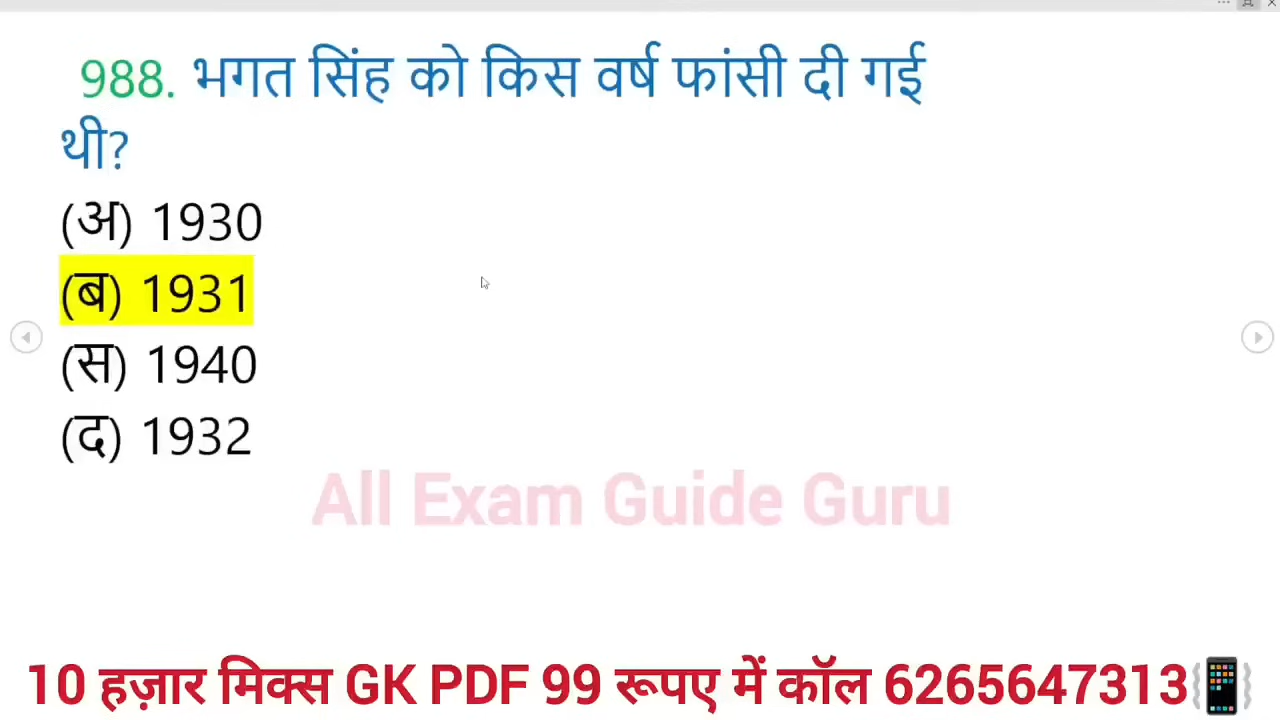 988. भगत सिंह को किस वर्ष फांसी दी गई
थी?
(अ) 1930
(ब) 1931
(स) 1940
(द) 1932
All Exam Guide Guru
10 हज़ार मिक्स GK PDF 99 रूपए में कॉल 6265647313